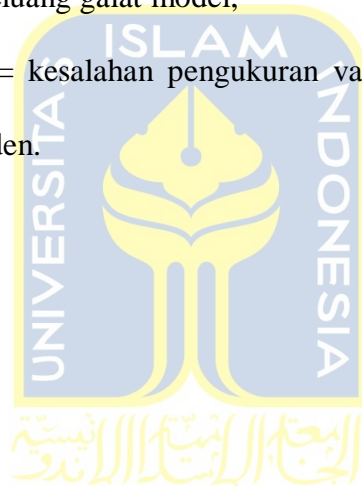 eluang galat model,
= kesalahan pengukuran va
den.
UNIVERSITAS
ISLAM
INDONESIA